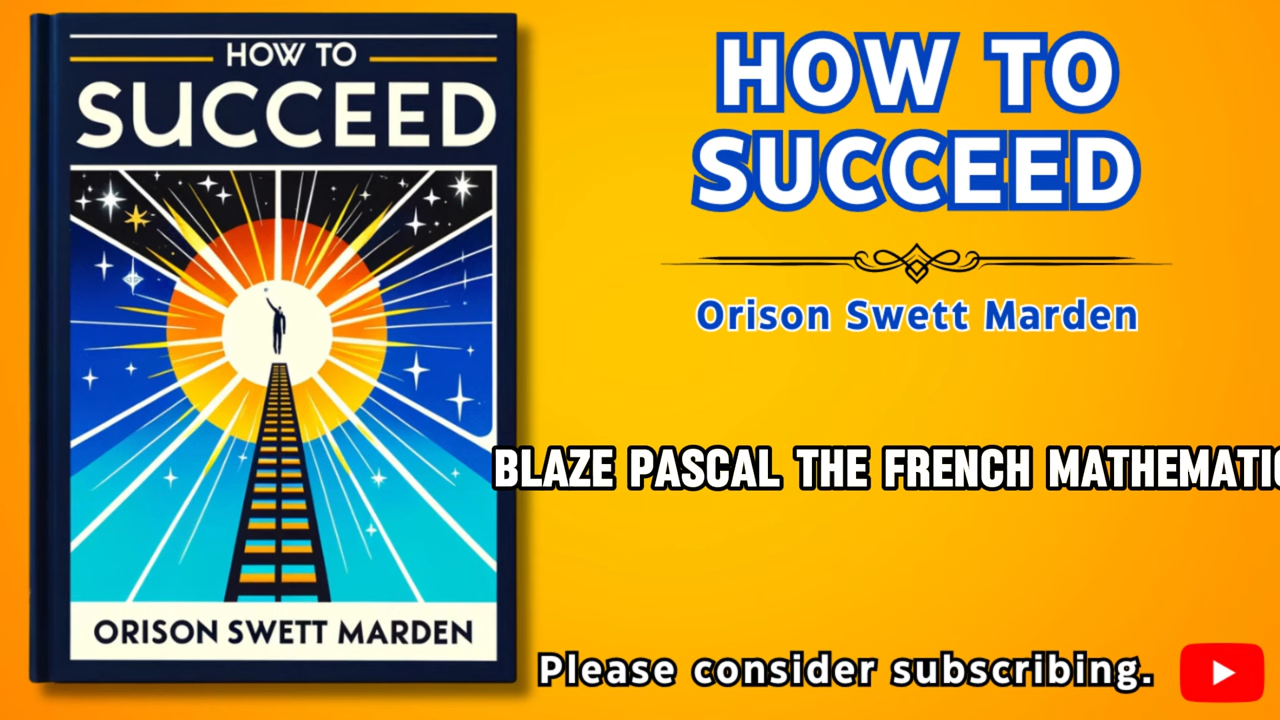 HOW TO
SUCCEED
ORISON SWETT MARDEN
HOW TO
SUCCEED
Orison Swett Marden
BLAZE PASCAL THE FRENCH
Please consider subscribing.